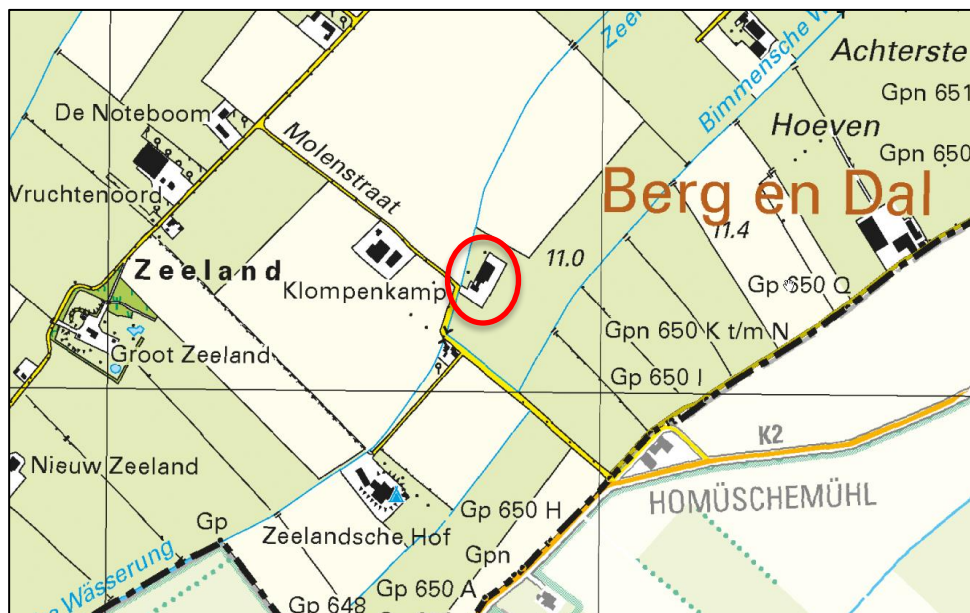 Zee
Bimmensche W
Achterste
Gpn 651
De Noteboom
Hoeven
Molenstraat
Gpn 650
Vruchtenoord
Berg en Dal
11.4
11.0
Zeeland
Klompenkamp
Gp 650 Q
Gpn 650 K t/m N
Groot Zeeland
Gp 650 I
K2
Nieuw Zeeland
HOMÜSCHEMÜHL
Gp 650 H
Gp
Zeelandsche Hof
Gpn
e Wässerung
Gp 650 A
Gp 648